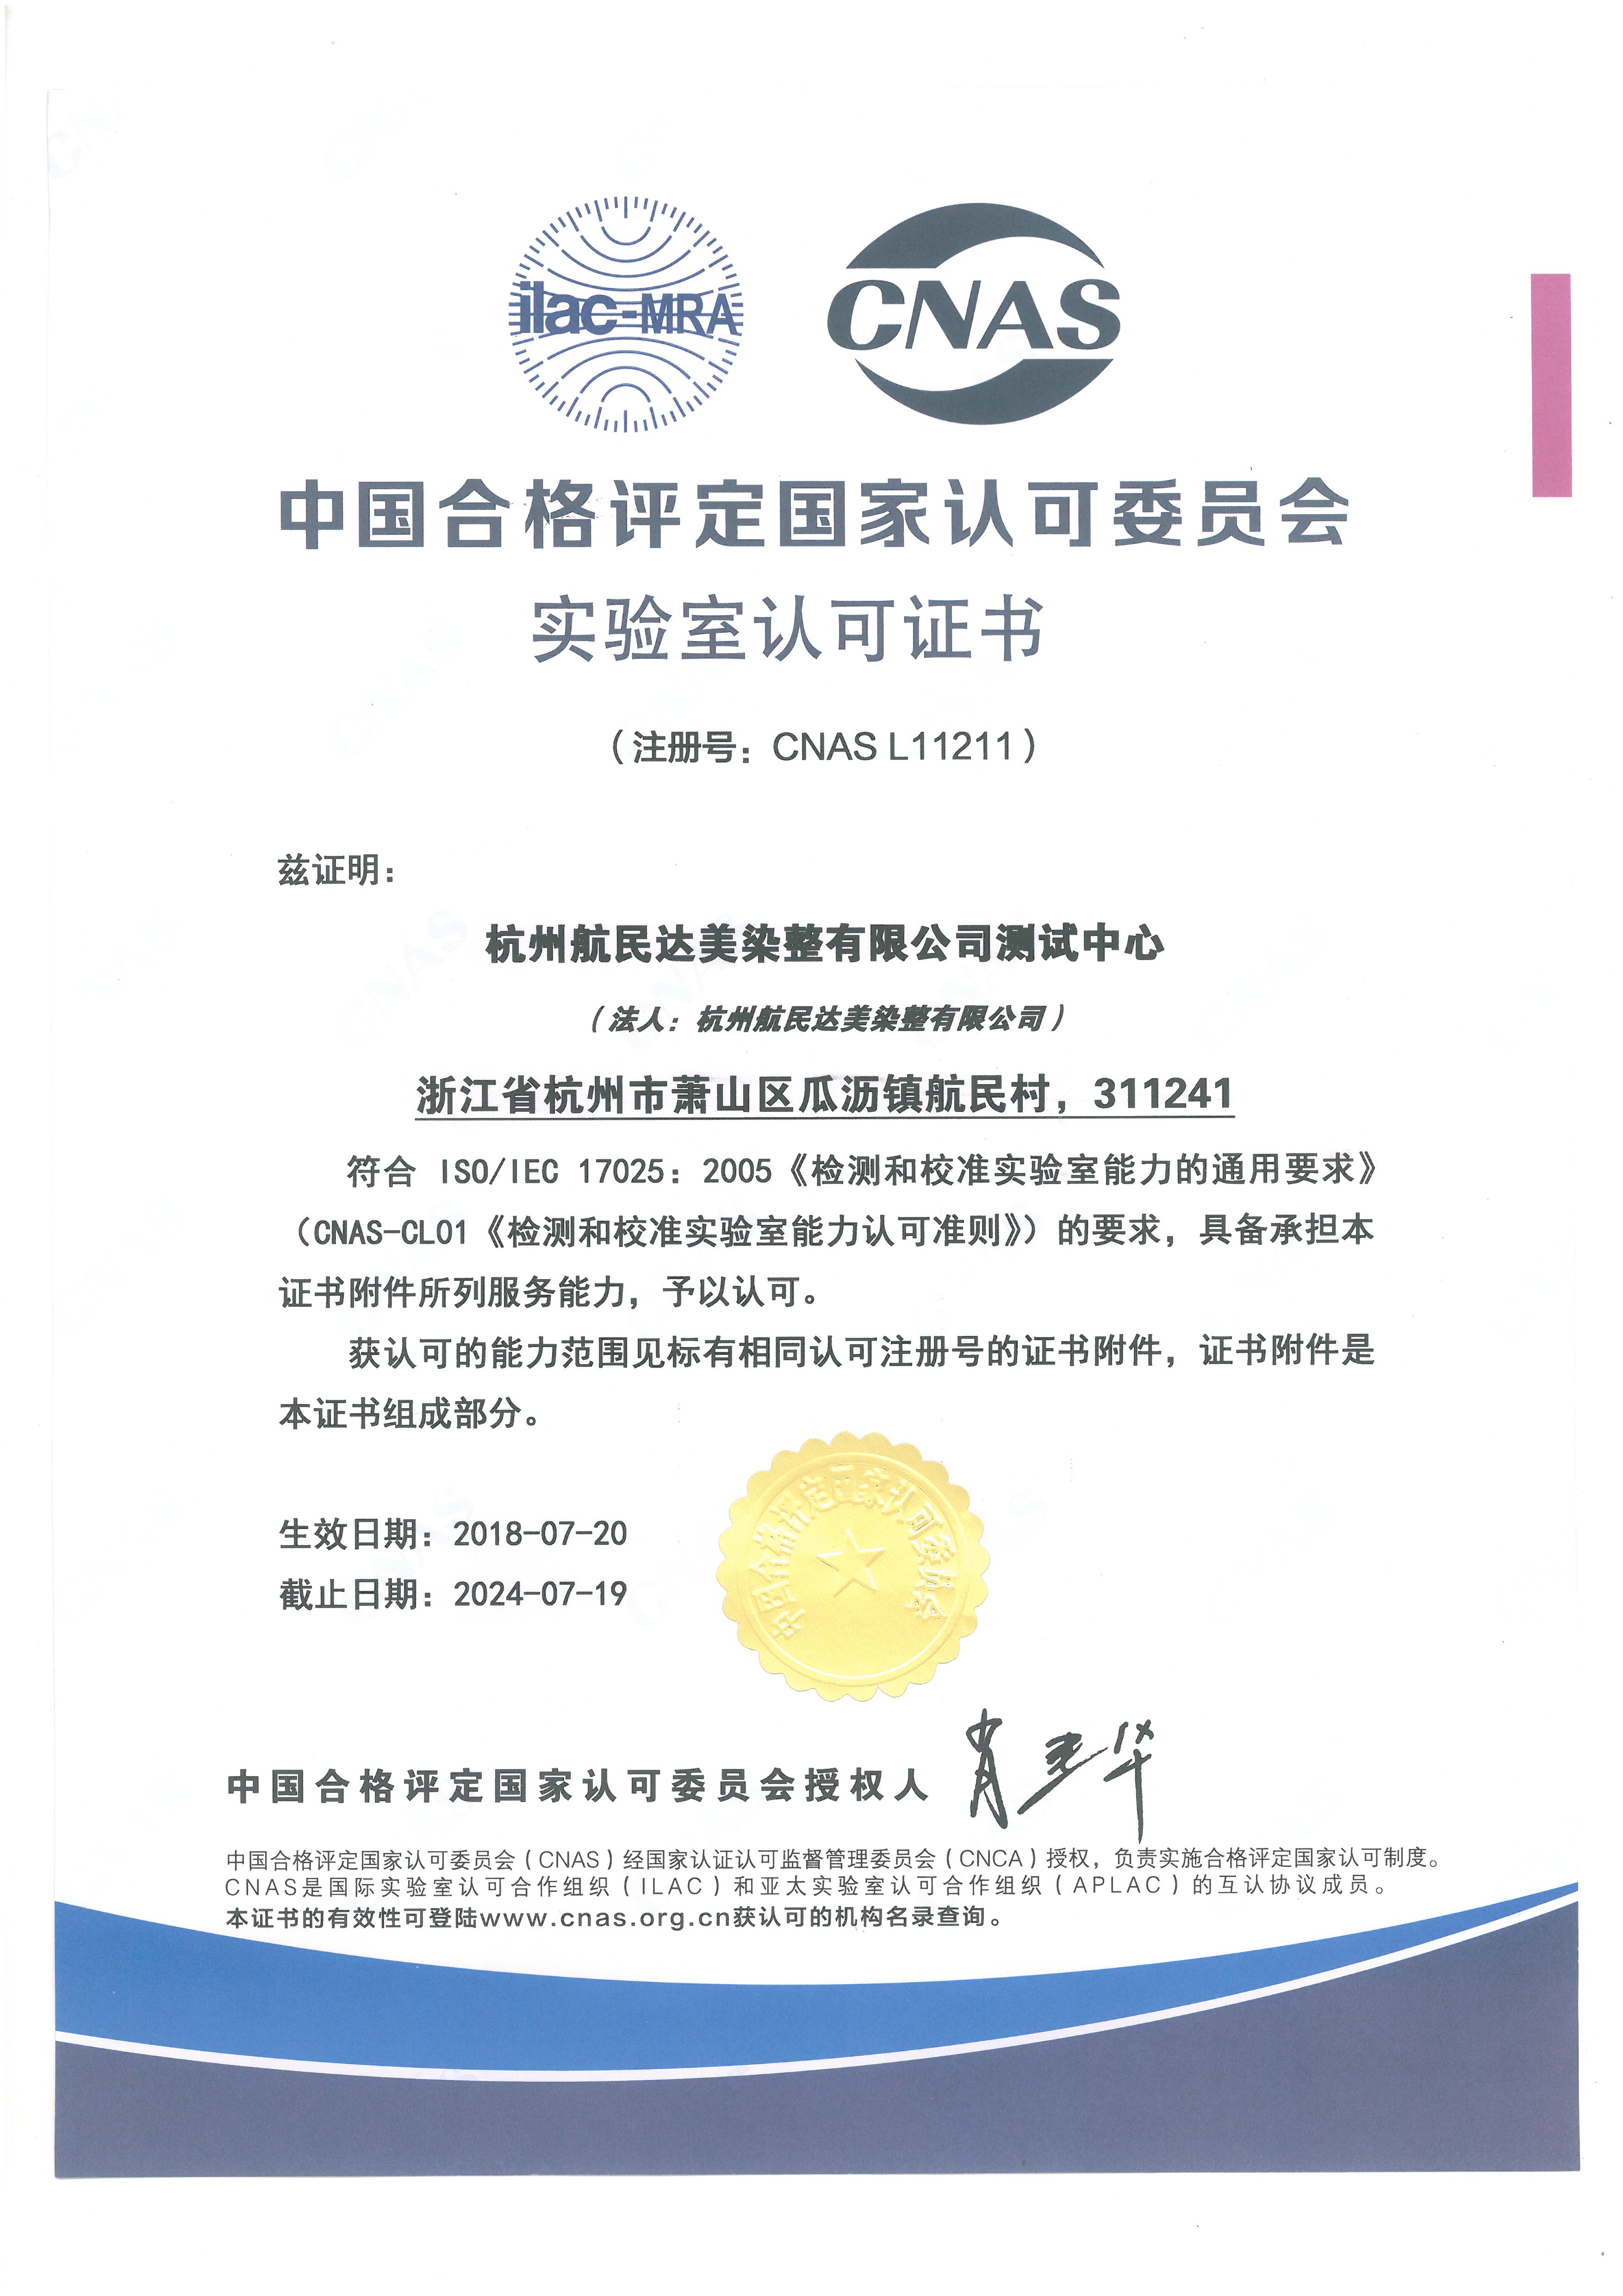 ilac-MRA
CNAS
中国合格评定国家认可委员会
实验室认可证书
（注册号：CNAS L11211）
兹证明：
杭州航民达美染整有限公司测试中心
（法人：杭州航民达美染整有限公司）
浙江省杭州市萧山区瓜沥镇航民村，311241
符合 ISO/IEC 17025：2005《检测和校准实验室能力的通用要求》
（CNAS-CL01《检测和校准实验室能力认可准则》）的要求，具备承担本
证书附件所列服务能力，予以认可。
获认可的能力范围见标有相同认可注册号的证书附件，证书附件是
本证书组成部分。
中国合格评定国家认可委员会
生效日期：2018-07-20
截止日期：2024-07-19
中国合格评定国家认可委员会授权人
中国合格评定国家认可委员会（CNAS）经国家认证认可监督管理委员会（CNCA）授权，负责实施合格评定国家认可制度。
CNAS是国际实验室认可合作组织（ILAC）和亚太实验室认可合作组织（APLAC）的互认协议成员。
本证书的有效性可登陆www.cnas.org.cn获认可的机构名录查询。